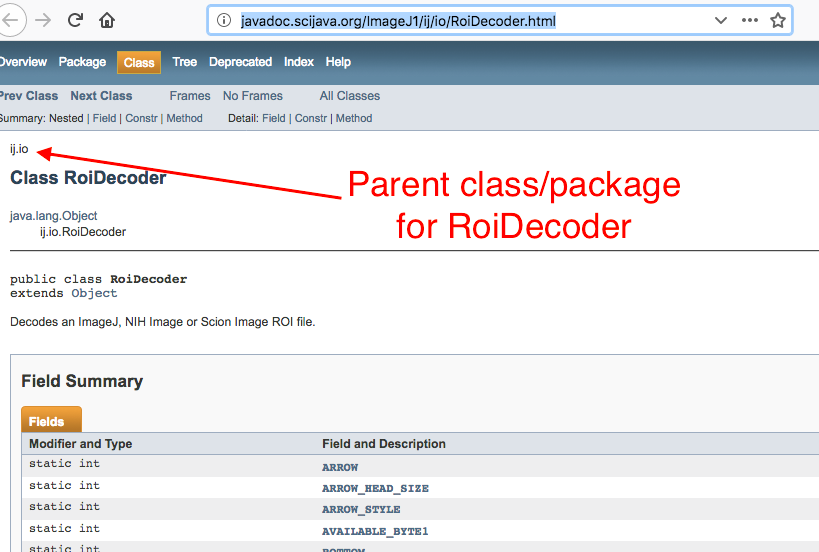 javadoc.scijava.org/ImageJ1/ij/io/RoiDecoder.html
Overview Package Class Tree Deprecated Index Help
Prev Class Next Class Frames No Frames All Classes
Summary: Nested | Field | Constr | Method Detail: Field | Constr | Method
ij.io
Class RoiDecoder
Parent class/package
for RoiDecoder
java.lang.Object
ij.io.RoiDecoder
public class RoiDecoder
extends Object
Decodes an ImageJ, NIH Image or Scion Image ROI file.
Field Summary
Fields
Modifier and Type Field and Description
static int ARROW
static int ARROW_HEAD_SIZE
static int ARROW_STYLE
static int AVAILABLE_BYTE1
static int BOTTOM